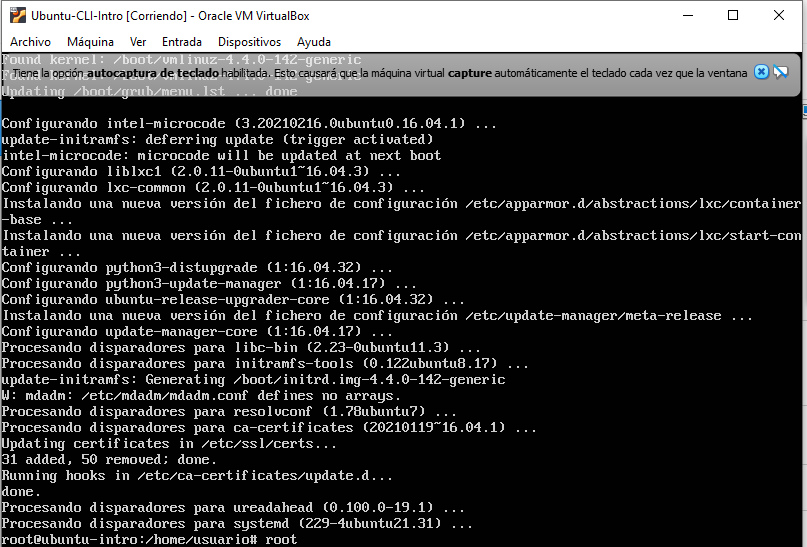 Ubuntu-CLI-Intro [Corriendo] - Oracle VM VirtualBox
Archivo Máquina Ver Entrada Dispositivos Ayuda
Found kernel: /boot/vmlinuz-4.4.0-142-generic
Tiene la opción autocaptura de teclado habilitada. Esto causará que la máquina virtual capture automáticamente el teclado cada vez que la ventana
Updating /boot/grub/menu.lst ... done
Configurando intel-microcode (3.20210216.0ubuntu0.16.04.1) ...
update-initramfs: deferring update (trigger activated)
intel-microcode: microcode will be updated at next boot
Configurando liblxc1 (2.0.11-0ubuntu1~16.04.3) ...
Configurando lxc-common (2.0.11-0ubuntu1~16.04.3) ...
Instalando una nueva versión del fichero de configuración /etc/apparmor.d/abstractions/lxc/container
-base ...
Instalando una nueva versión del fichero de configuración /etc/apparmor.d/abstractions/lxc/start-con
tainer ...
Configurando python3-distupgrade (1:16.04.32) ...
Configurando python3-update-manager (1:16.04.17) ...
Configurando ubuntu-release-upgrader-core (1:16.04.32) ...
Instalando una nueva versión del fichero de configuración /etc/update-manager/meta-release ...
Configurando update-manager-core (1:16.04.17) ...
Procesando disparadores para libc-bin (2.23-0ubuntu11.3) ...
Procesando disparadores para initramfs-tools (0.122ubuntu8.17) ...
update-initramfs: Generating /boot/initrd.img-4.4.0-142-generic
W: mdadm: /etc/mdadm/mdadm.conf defines no arrays.
Procesando disparadores para resolvconf (1.78ubuntu7) ...
Procesando disparadores para ca-certificates (20210119~16.04.1) ...
Updating certificates in /etc/ssl/certs...
31 added, 50 removed; done.
Running hooks in /etc/ca-certificates/update.d...
done.
Procesando disparadores para ureadahead (0.100.0-19.1) ...
Procesando disparadores para systemd (229-4ubuntu21.31) ...
root@ubuntu-intro:/home/usuario# root